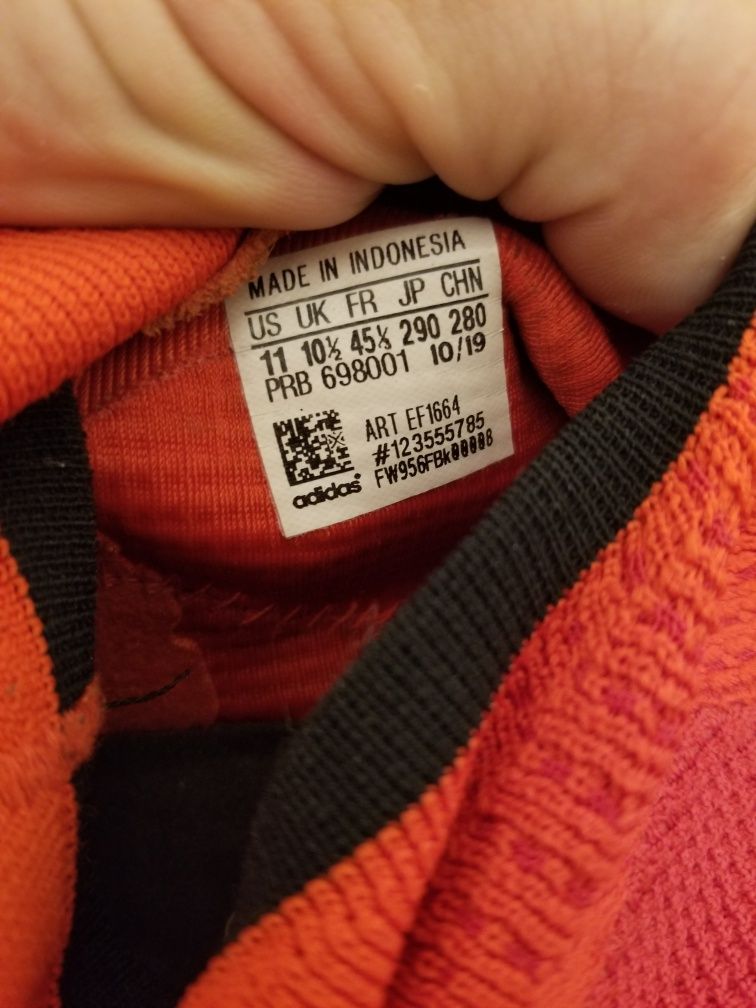 MADE IN INDONESIA
US UK FR JP CHN
11 10½ 45⅓ 290 280
PRB 698001 10/19
ART EF1664
#123555785
FW956FBk00008
adidas